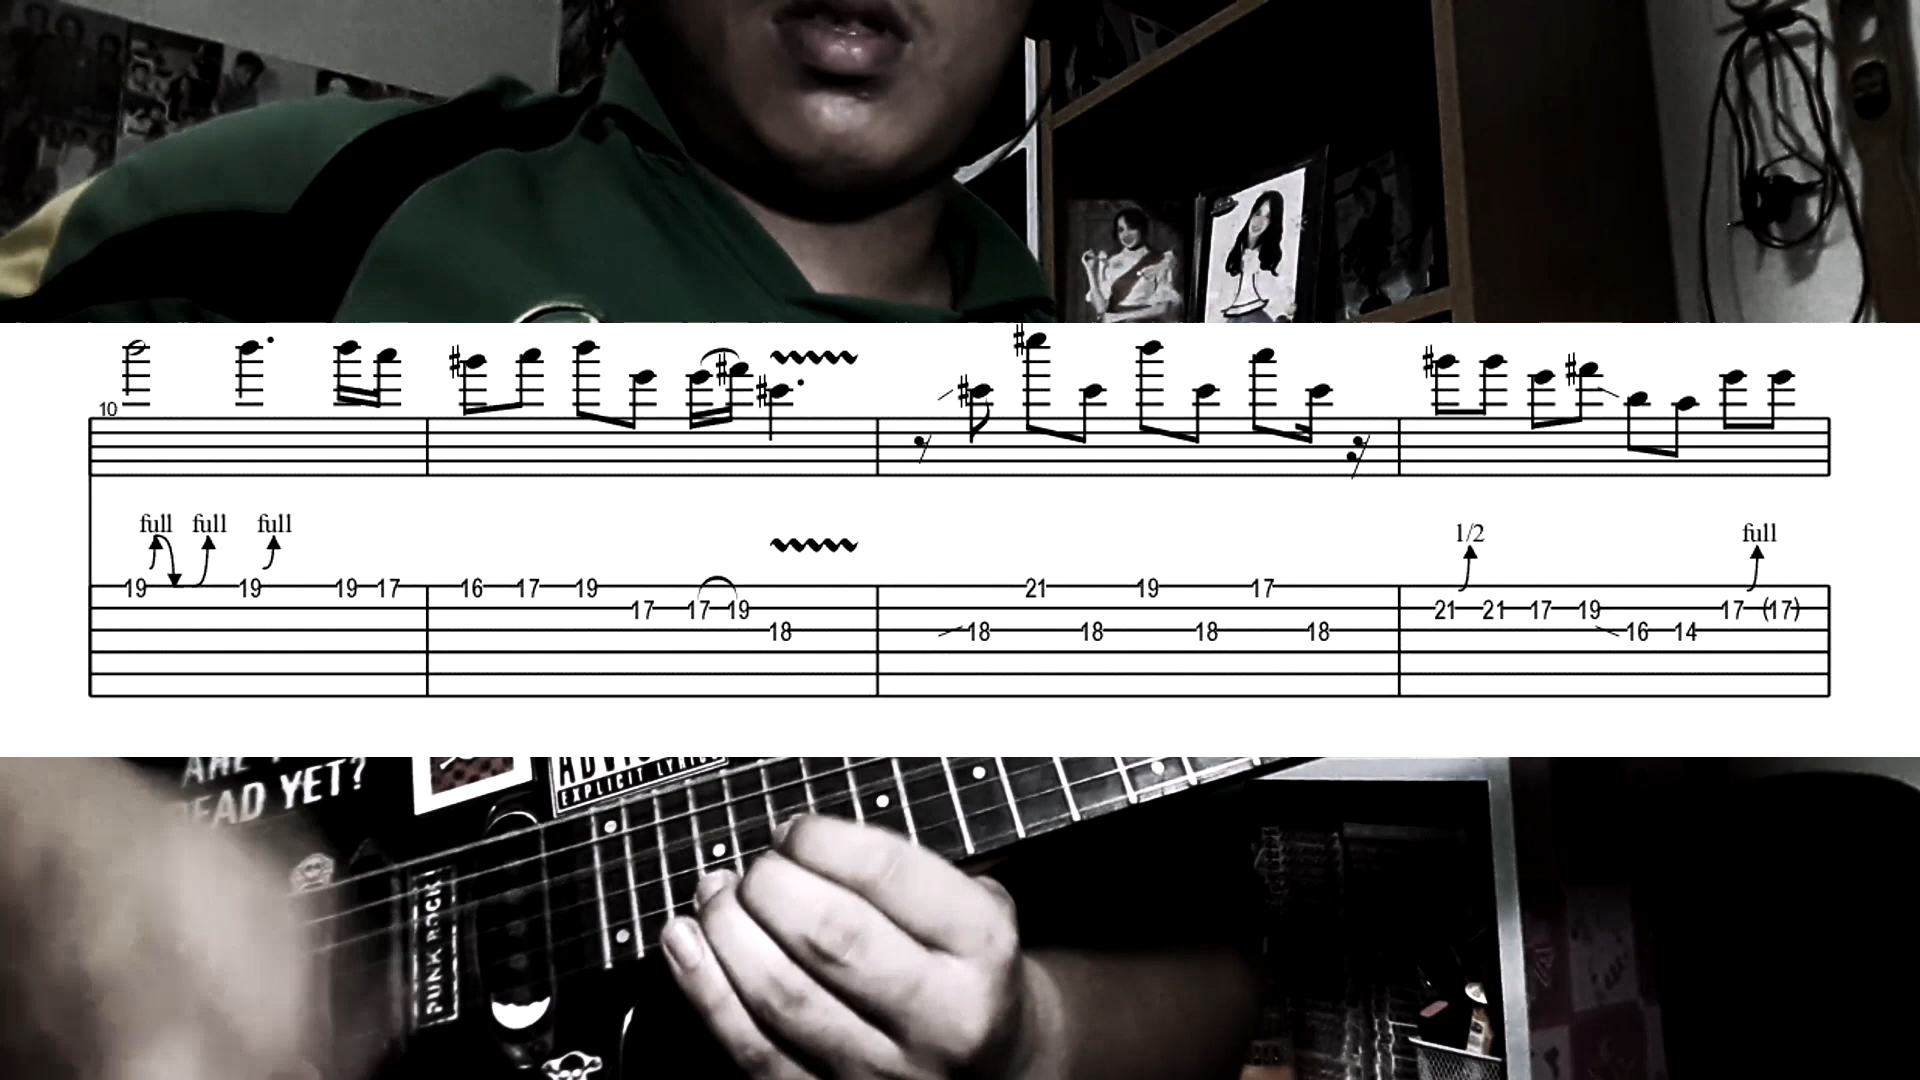 10
full full full 1/2 full
19 19 19 17 16 17 19 21 19 17
17 17 19 21 21 17 19 17 (17)
18 18 18 18 18 16 14
YET?
EXPLICIT LYRICS
PUNK ROCK